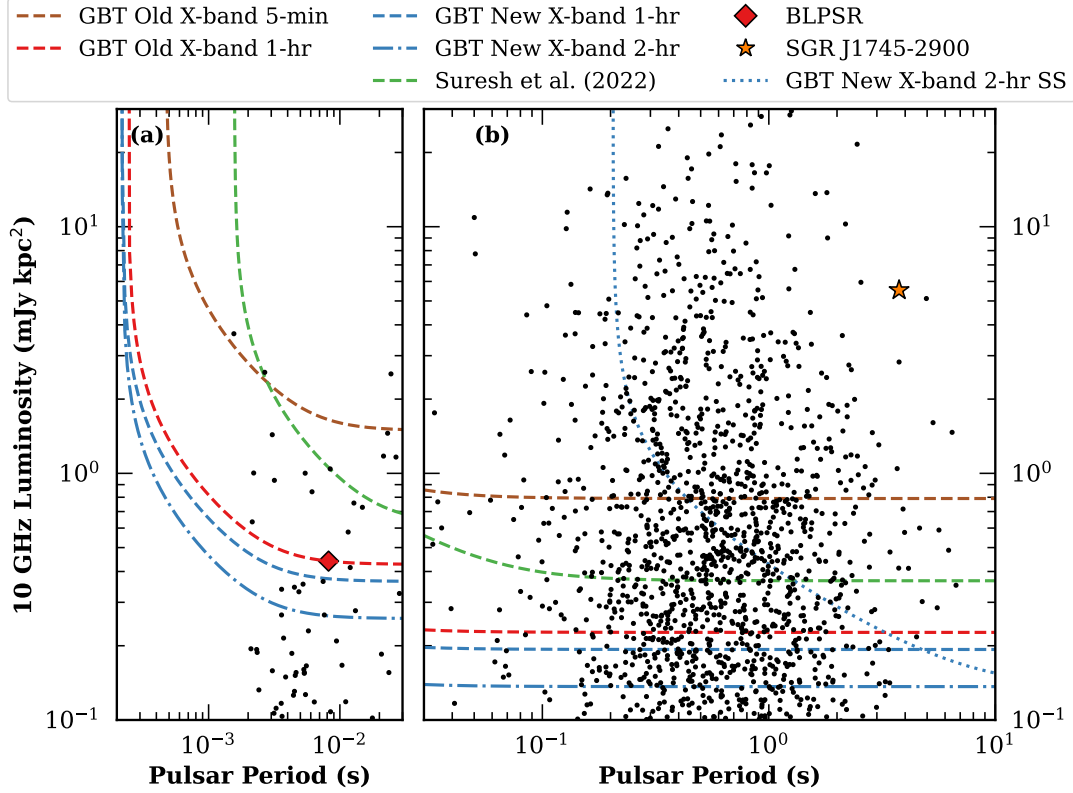 GBT Old X-band 5-min
GBT Old X-band 1-hr
GBT New X-band 1-hr
GBT New X-band 2-hr
Suresh et al. (2022)
BLPSR
SGR J1745-2900
GBT New X-band 2-hr SS
(a)
(b)
10 GHz Luminosity (mJy kpc²)
10¹
10⁰
10⁻¹
10¹
10⁰
10⁻¹
10⁻³
10⁻²
10⁻¹
10⁰
10¹
Pulsar Period (s)
Pulsar Period (s)